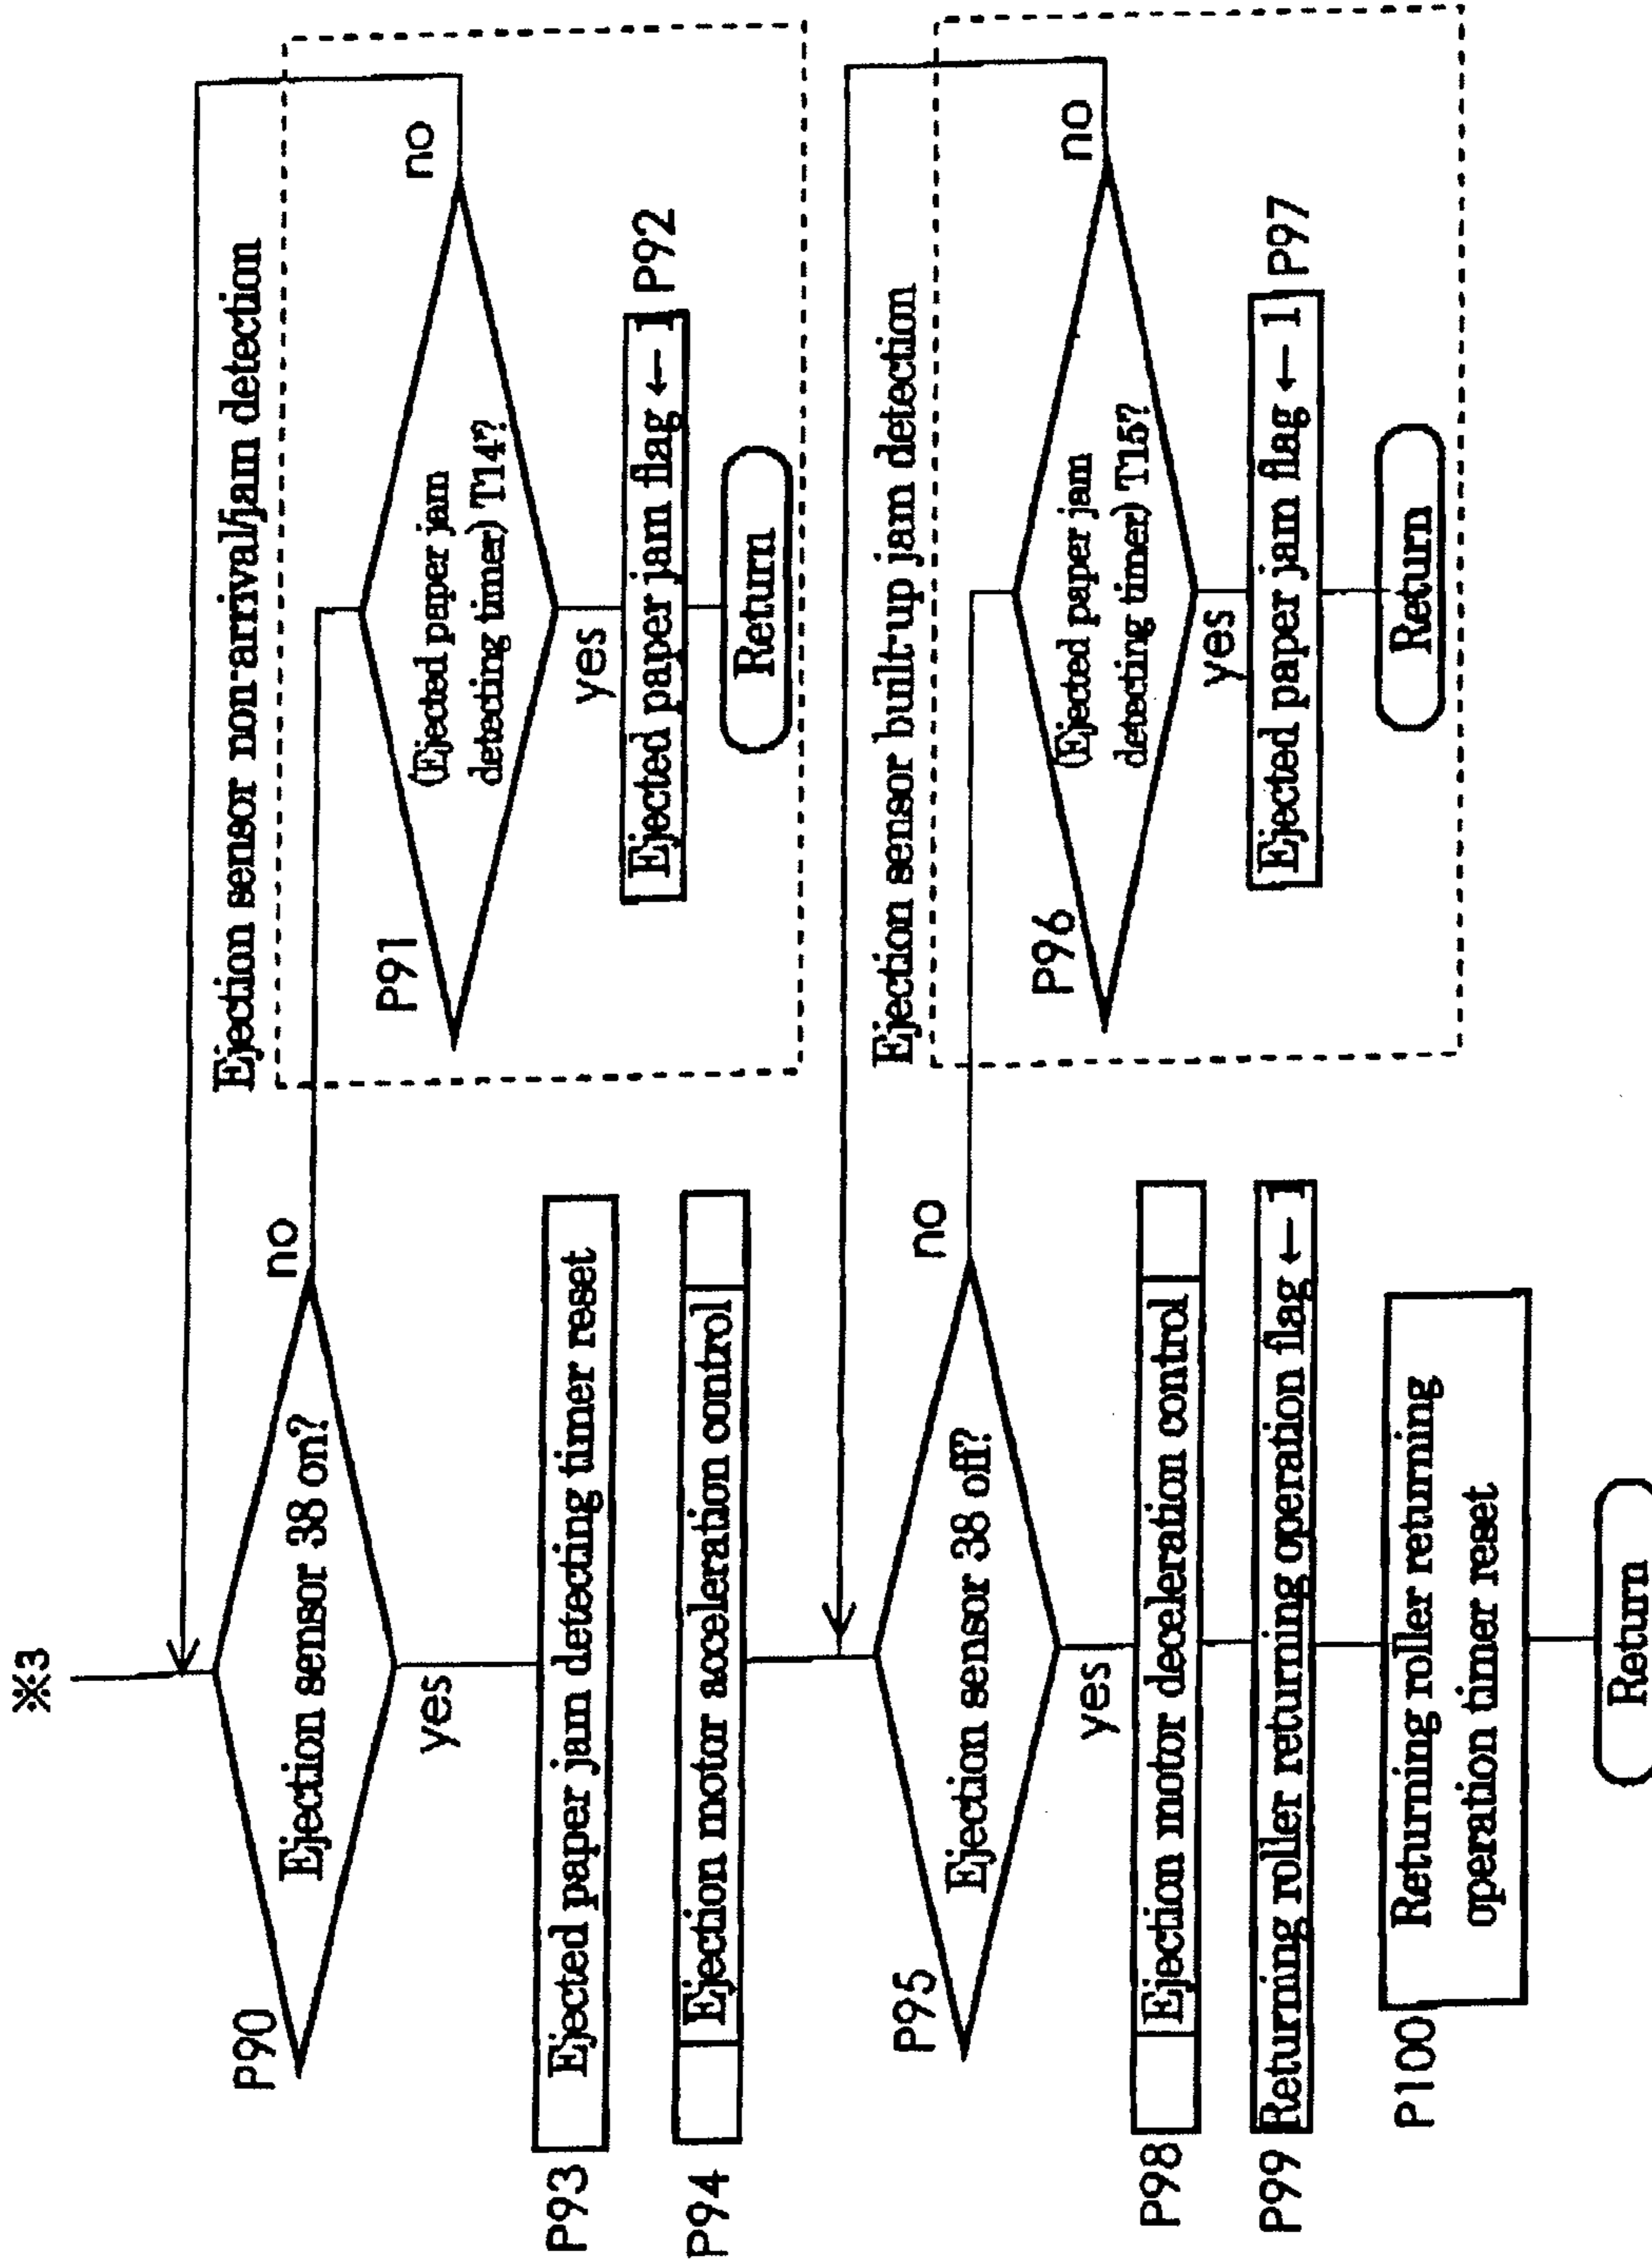 ※3
P90
Ejection sensor 38 on?
no
yes
Ejection sensor non-arrival/jam detection
P91
(Ejected paper jam
detecting timer) T14?
no
yes
Ejected paper jam flag ← 1
P92
Return
P93
Ejected paper jam detecting timer reset
P94
Ejection motor acceleration control
P95
Ejection sensor 38 off?
no
yes
Ejection sensor built-up jam detection
P96
(Ejected paper jam
detecting timer) T15?
no
yes
Ejected paper jam flag ← 1
P97
Return
P98
Ejection motor deceleration control
P99
Returning roller returning operation flag ← 1
P100
Returning roller returning
operation timer reset
Return